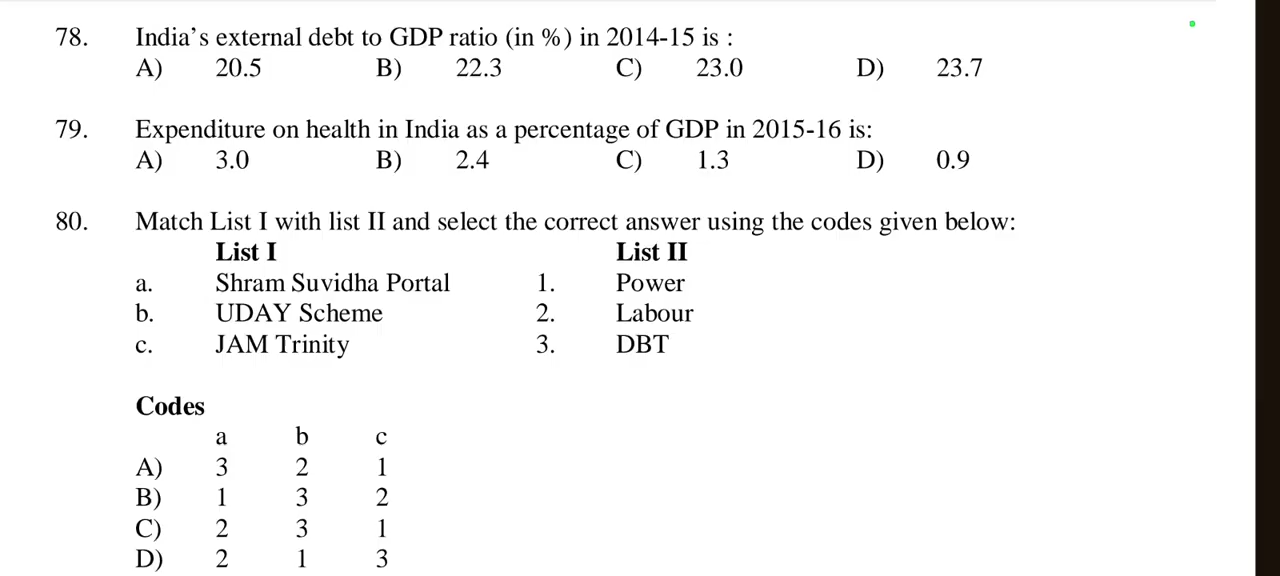 78. India's external debt to GDP ratio (in %) in 2014-15 is :
A) 20.5 B) 22.3 C) 23.0 D) 23.7
79. Expenditure on health in India as a percentage of GDP in 2015-16 is:
A) 3.0 B) 2.4 C) 1.3 D) 0.9
80. Match List I with list II and select the correct answer using the codes given below:
List I List II
a. Shram Suvidha Portal 1. Power
b. UDAY Scheme 2. Labour
c. JAM Trinity 3. DBT
Codes
a b c
A) 3 2 1
B) 1 3 2
C) 2 3 1
D) 2 1 3